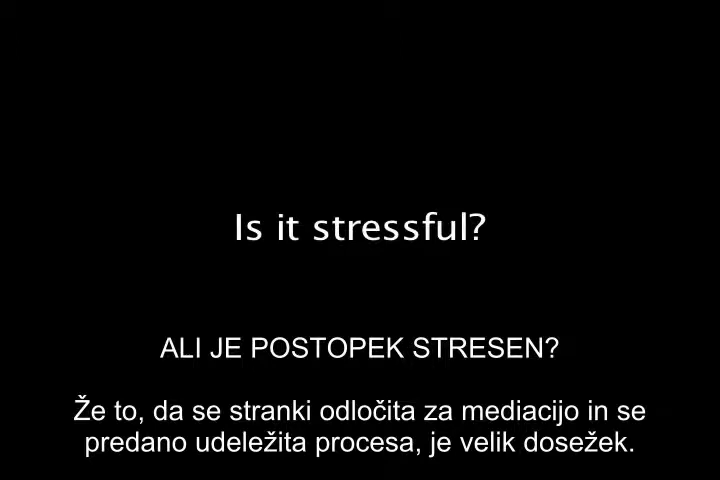 Is it stressful?
ALI JE POSTOPEK STRESEN?
Že to, da se stranki odločita za mediacijo in se
predano udeležita procesa, je velik dosežek.